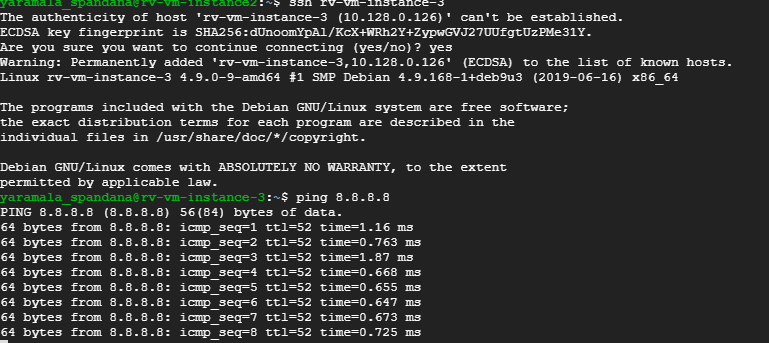 yaramala_spandana@rv-vm-instance2:~$ ssh rv-vm-instance-3
The authenticity of host 'rv-vm-instance-3 (10.128.0.126)' can't be established.
ECDSA key fingerprint is SHA256:dUnoomYpAl/KcX+WRh2Y+ZypwGVJ27UUfgtUzPMe31Y.
Are you sure you want to continue connecting (yes/no)? yes
Warning: Permanently added 'rv-vm-instance-3,10.128.0.126' (ECDSA) to the list of known hosts.
Linux rv-vm-instance-3 4.9.0-9-amd64 #1 SMP Debian 4.9.168-1+deb9u3 (2019-06-16) x86_64
The programs included with the Debian GNU/Linux system are free software;
the exact distribution terms for each program are described in the
individual files in /usr/share/doc/*/copyright.
Debian GNU/Linux comes with ABSOLUTELY NO WARRANTY, to the extent
permitted by applicable law.
yaramala_spandana@rv-vm-instance-3:~$ ping 8.8.8.8
PING 8.8.8.8 (8.8.8.8) 56(84) bytes of data.
64 bytes from 8.8.8.8: icmp_seq=1 ttl=52 time=1.16 ms
64 bytes from 8.8.8.8: icmp_seq=2 ttl=52 time=0.763 ms
64 bytes from 8.8.8.8: icmp_seq=3 ttl=52 time=1.87 ms
64 bytes from 8.8.8.8: icmp_seq=4 ttl=52 time=0.668 ms
64 bytes from 8.8.8.8: icmp_seq=5 ttl=52 time=0.655 ms
64 bytes from 8.8.8.8: icmp_seq=6 ttl=52 time=0.647 ms
64 bytes from 8.8.8.8: icmp_seq=7 ttl=52 time=0.673 ms
64 bytes from 8.8.8.8: icmp_seq=8 ttl=52 time=0.725 ms